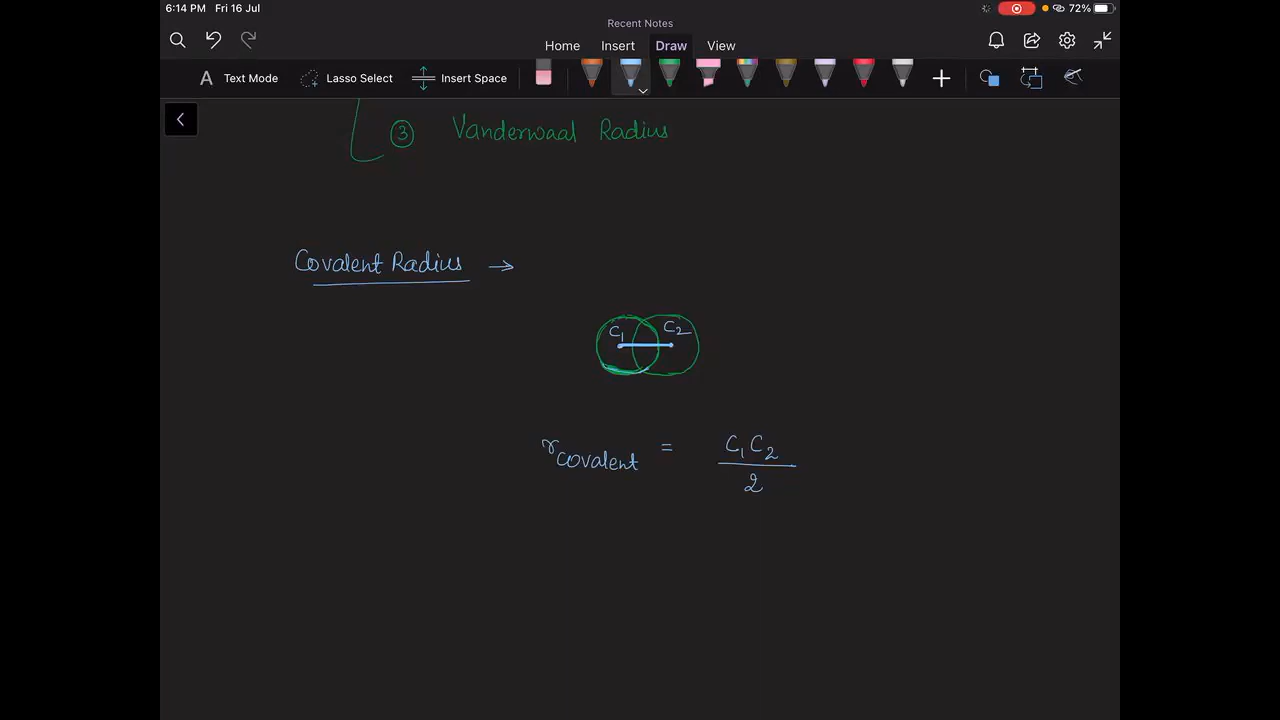 6:14 PM Fri 16 Jul
72%
Recent Notes
Home Insert Draw View
A Text Mode Lasso Select Insert Space
3 Vanderwaal Radius
Covalent Radius →
C1 C2
rcovalent = C1C2
2